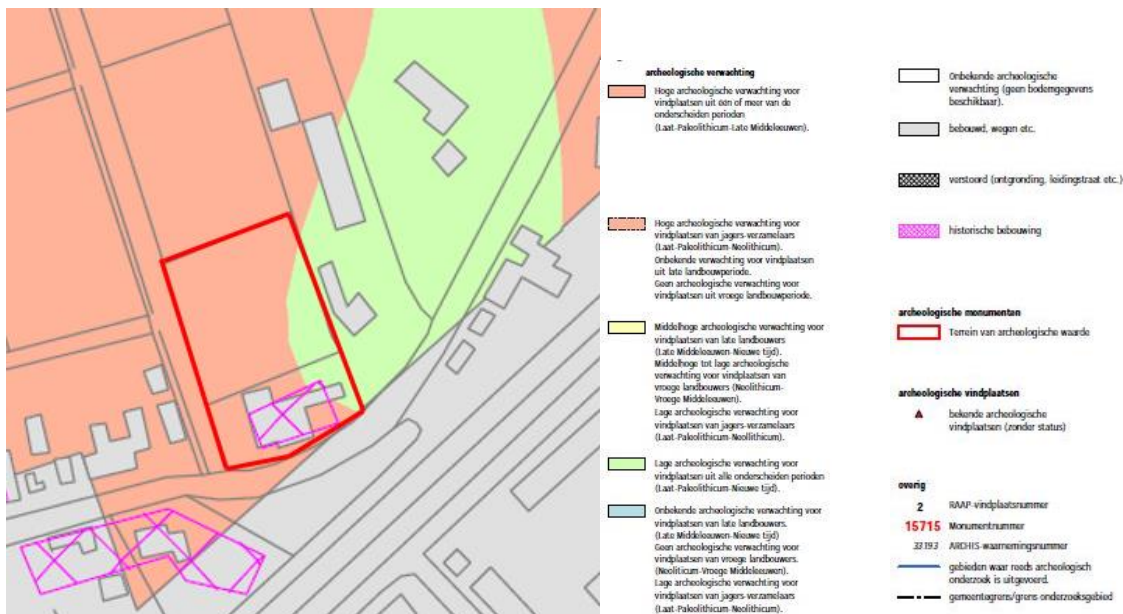 archeologische verwachting
Hoge archeologische verwachting voor
vindplaatsen uit één of meer van de
onderscheiden perioden
(Laat-Paleolithicum-Late Middeleeuwen).
Hoge archeologische verwachting voor
vindplaatsen van jagers-verzamelaars
(Laat-Paleolithicum-Neolithicum).
Onbekende verwachting voor vindplaatsen
uit late landbouwperiode.
Geen archeologische verwachting voor
vindplaatsen uit vroege landbouwperiode.
Middelhoge archeologische verwachting voor
vindplaatsen van late landbouwers
(Late Middeleeuwen-Nieuwe tijd).
Middelhoge tot lage archeologische
verwachting voor vindplaatsen van
vroege landbouwers (Neolithicum-
Vroege Middeleeuwen).
Lage archeologische verwachting voor
vindplaatsen van jagers-verzamelaars
(Laat-Paleolithicum-Neolithicum).
Lage archeologische verwachting voor
vindplaatsen uit alle onderscheiden perioden
(Laat-Paleolithicum-Nieuwe tijd).
Onbekende archeologische verwachting voor
vindplaatsen van late landbouwers.
(Late Middeleeuwen-Nieuwe tijd)
Geen archeologische verwachting voor
vindplaatsen van vroege landbouwers.
(Neoliticum-Vroege Middeleeuwen).
Lage archeologische verwachting voor
vindplaatsen van jagers-verzamelaars
(Laat-Paleolithicum-Neolithicum).
Onbekende archeologische
verwachting (geen bodemgegevens
beschikbaar).
bebouwd, wegen etc.
verstoord (ontgronding, leidingstraat etc.)
historische bebouwing
archeologische monumenten
Terrein van archeologische waarde
archeologische vindplaatsen
bekende archeologische
vindplaatsen (zonder status)
overig
2 RAAP-vindplaatsnummer
15715 Monumentnummer
33193 ARCHIS-waarnemingsnummer
gebieden waar reeds archeologisch
onderzoek is uitgevoerd.
gemeentegrens/grens onderzoeksgebied